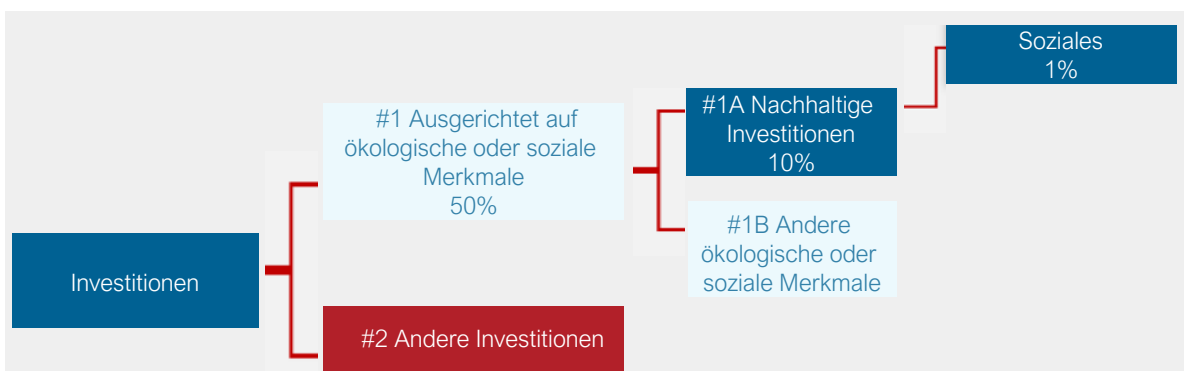 Soziales
1%
#1A Nachhaltige
Investitionen
10%
#1 Ausgerichtet auf
ökologische oder soziale
Merkmale
50%
#1B Andere
ökologische oder
soziale Merkmale
Investitionen
#2 Andere Investitionen